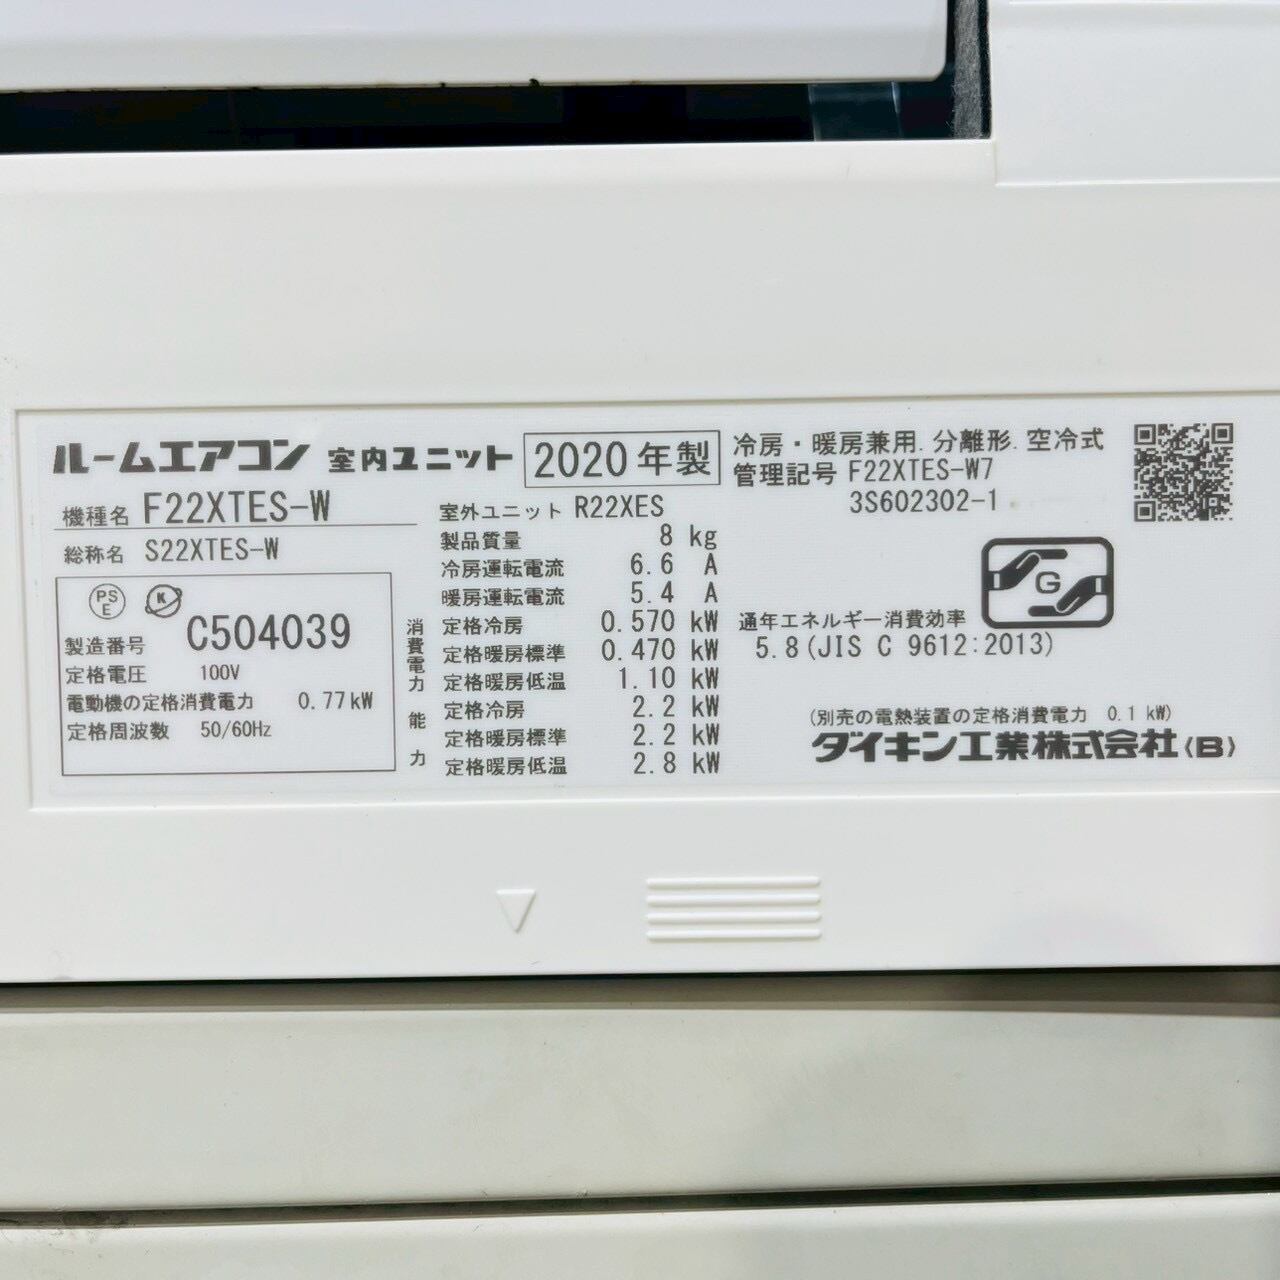 ルームエアコン 室内ユニット 2020年製
機種名 F22XTES-W
総称名 S22XTES-W
PS E
K
製造番号 C504039
定格電圧 100V
電動機の定格消費電力 0.77kW
定格周波数 50/60Hz
室外ユニット R22XES
製品質量 8 kg
冷房運転電流 6.6 A
暖房運転電流 5.4 A
消費電力
定格冷房 0.570 kW
定格暖房標準 0.470 kW
定格暖房低温 1.10 kW
能力
定格冷房 2.2 kW
定格暖房標準 2.2 kW
定格暖房低温 2.8 kW
冷房・暖房兼用.分離形.空冷式
管理記号 F22XTES-W7
3S602302-1
G
通年エネルギー消費効率
5.8(JIS C 9612:2013)
(別売の電熱装置の定格消費電力 0.1 kW)
ダイキン工業株式会社(B)